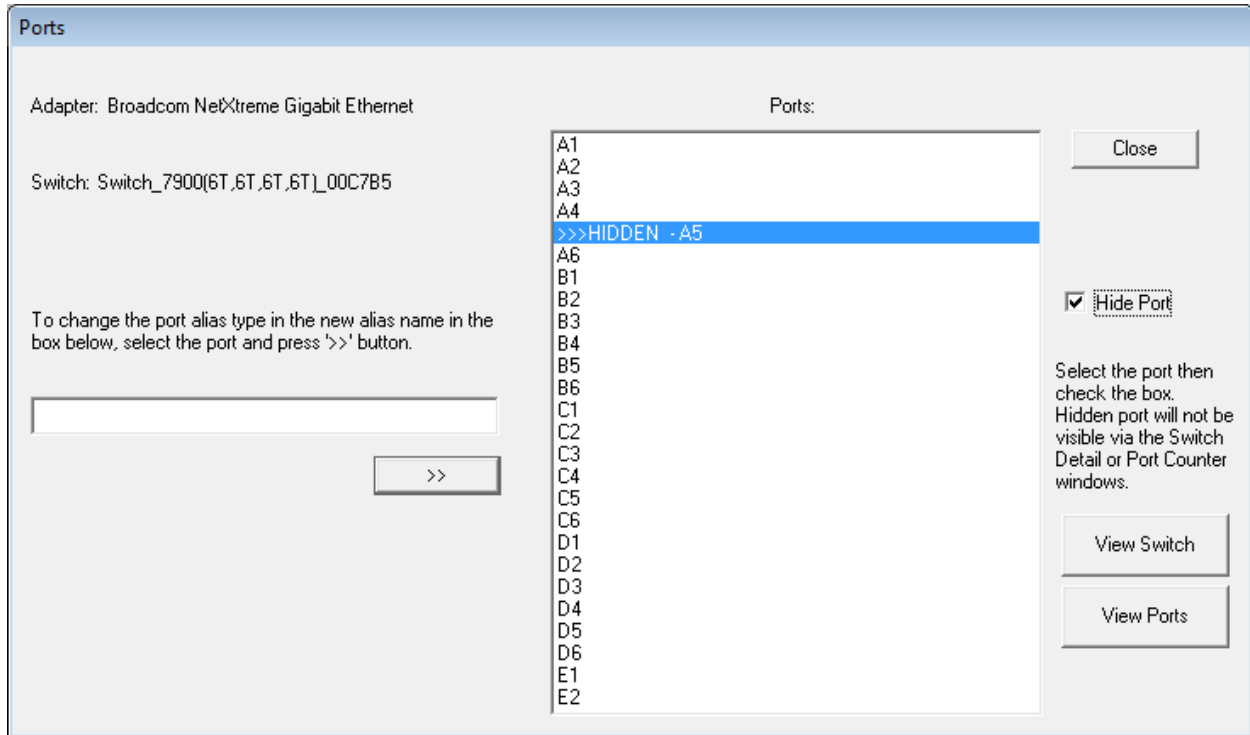 Ports
Adapter: Broadcom NetXtreme Gigabit Ethernet
Switch: Switch_7900(6T,6T,6T,6T)_00C7B5
To change the port alias type in the new alias name in the
box below, select the port and press '>>' button.
>>
Ports:
A1
A2
A3
A4
>>>HIDDEN - A5
A6
B1
B2
B3
B4
B5
B6
C1
C2
C3
C4
C5
C6
D1
D2
D3
D4
D5
D6
E1
E2
Close
Hide Port
Select the port then
check the box.
Hidden port will not be
visible via the Switch
Detail or Port Counter
windows.
View Switch
View Ports